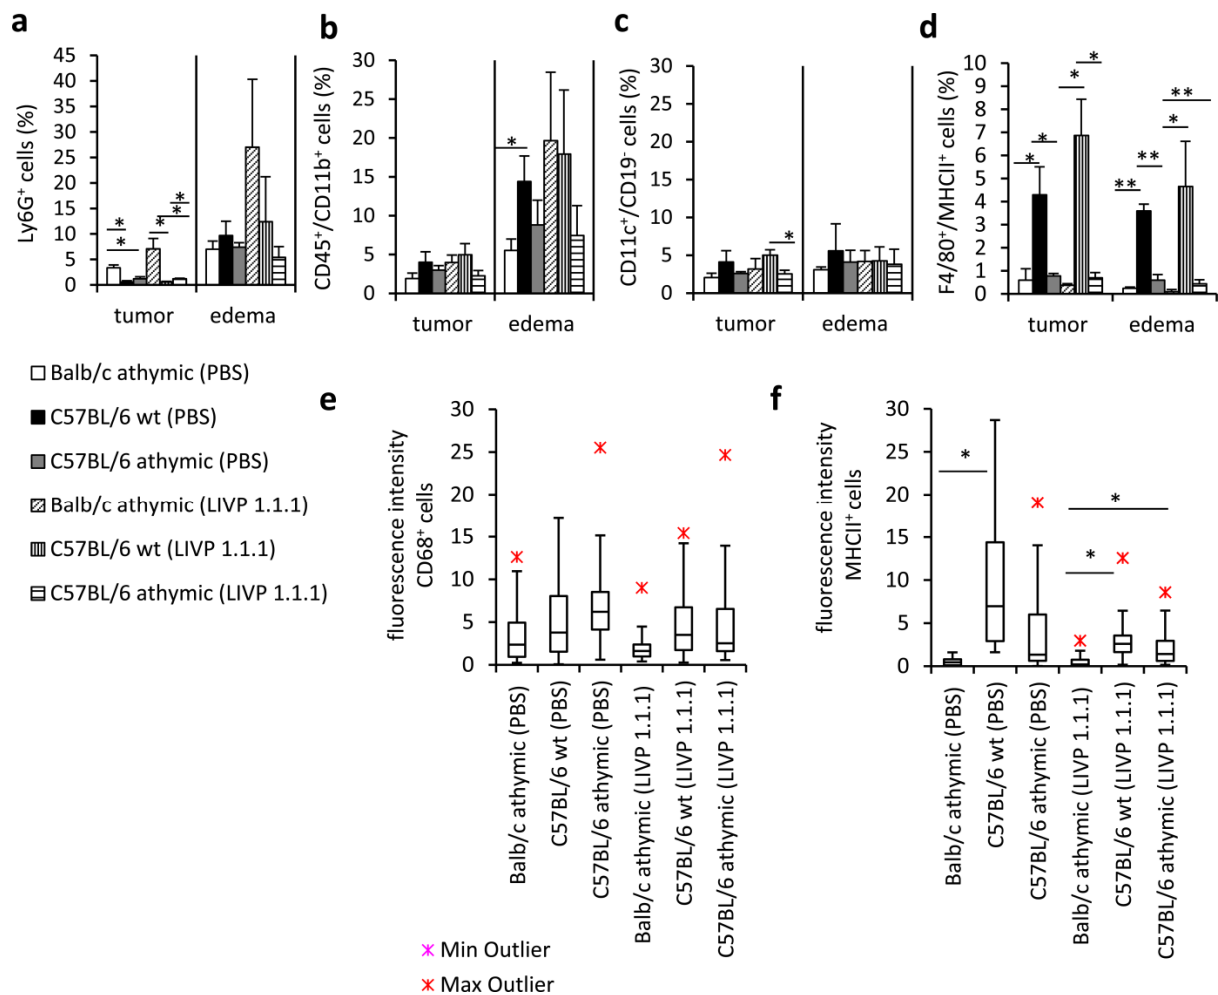 a
Ly6G⁺ cells (%)
45
40
35
30
25
20
15
10
5
0
*
*
*
*
*
tumor
edema
b
CD45⁺/CD11b⁺ cells (%)
30
25
20
15
10
5
0
*
tumor
edema
c
CD11c⁺/CD19⁻ cells (%)
30
25
20
15
10
5
0
*
tumor
edema
d
F4/80⁺/MHCII⁺ cells (%)
10
9
8
7
6
5
4
3
2
1
0
*
*
*
*
**
**
*
**
tumor
edema
Balb/c athymic (PBS)
C57BL/6 wt (PBS)
C57BL/6 athymic (PBS)
Balb/c athymic (LIVP 1.1.1)
C57BL/6 wt (LIVP 1.1.1)
C57BL/6 athymic (LIVP 1.1.1)
e
fluorescence intensity
CD68⁺ cells
30
25
20
15
10
5
0
Balb/c athymic (PBS)
C57BL/6 wt (PBS)
C57BL/6 athymic (PBS)
Balb/c athymic (LIVP 1.1.1)
C57BL/6 wt (LIVP 1.1.1)
C57BL/6 athymic (LIVP 1.1.1)
Min Outlier
Max Outlier
f
fluorescence intensity
MHCII⁺ cells
30
25
20
15
10
5
0
*
*
*
Balb/c athymic (PBS)
C57BL/6 wt (PBS)
C57BL/6 athymic (PBS)
Balb/c athymic (LIVP 1.1.1)
C57BL/6 wt (LIVP 1.1.1)
C57BL/6 athymic (LIVP 1.1.1)